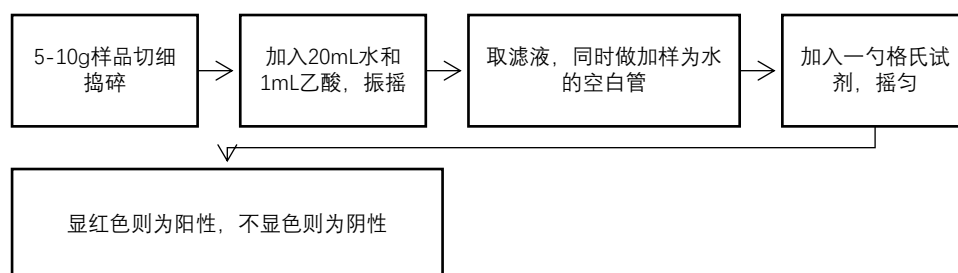 5-10g样品切细
捣碎
加入20mL水和
1mL乙酸，振摇
取滤液，同时做加样为水
的空白管
加入一勺格氏试
剂，摇匀
显红色则为阳性，不显色则为阴性